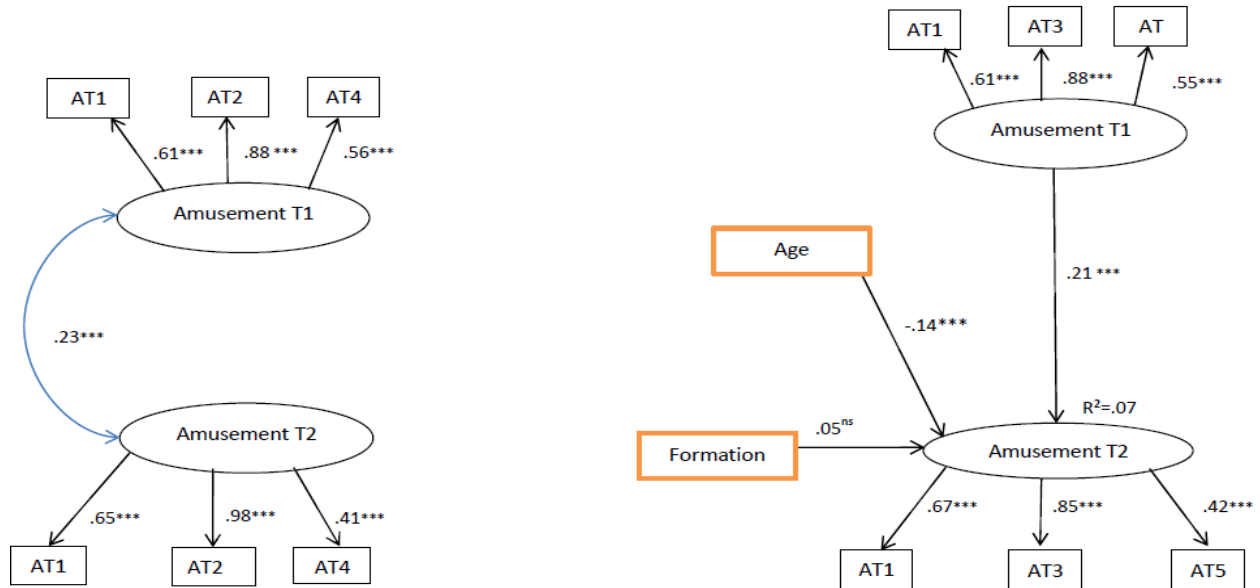 AT1 AT2 AT4
.61*** .88 *** .56***
Amusement T1
.23***
Amusement T2
.65*** .98*** .41***
AT1 AT2 AT4
AT1 AT3 AT
.61*** .88*** .55***
Amusement T1
Age
.21 ***
-.14***
R²=.07
.05ⁿˢ
Formation
Amusement T2
.67*** .85*** .42***
AT1 AT3 AT5